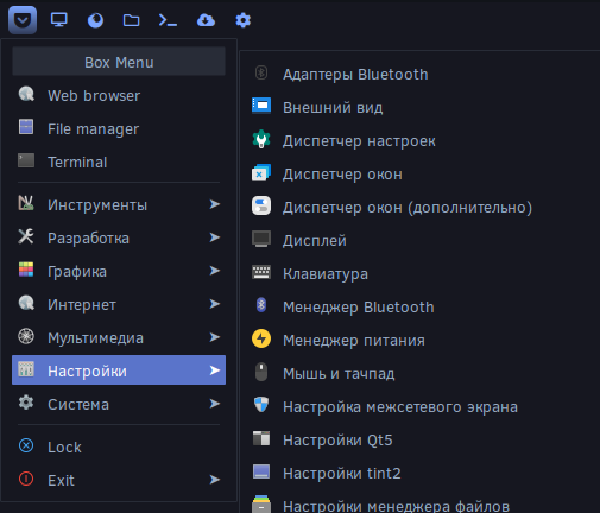 Box Menu
Web browser
File manager
Terminal
Инструменты
Разработка
Графика
Интернет
Мультимедиа
Настройки
Система
Lock
Exit
Адаптеры Bluetooth
Внешний вид
Диспетчер настроек
Диспетчер окон
Диспетчер окон (дополнительно)
Дисплей
Клавиатура
Менеджер Bluetooth
Менеджер питания
Мышь и тачпад
Настройка межсетевого экрана
Настройки Qt5
Настройки tint2
Настройки менеджера файлов